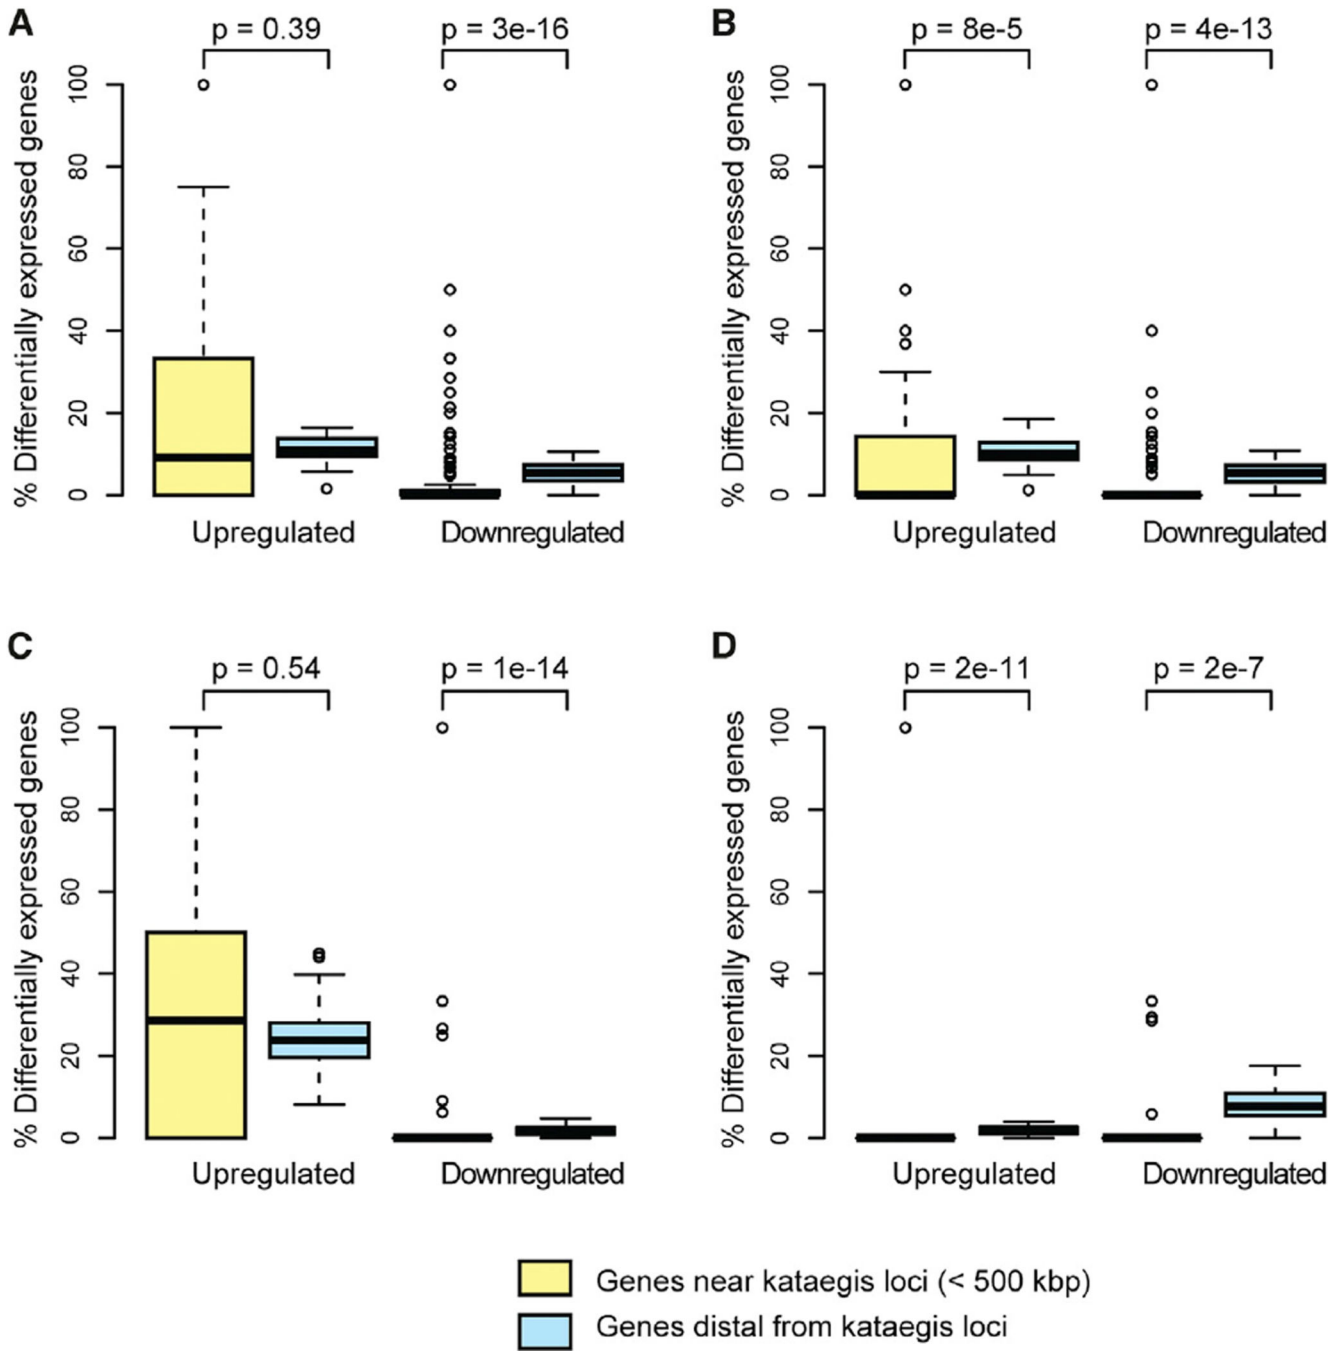 A
p = 0.39
p = 3e-16
% Differentially expressed genes
100
80
60
40
20
0
Upregulated
Downregulated
B
p = 8e-5
p = 4e-13
% Differentially expressed genes
100
80
60
40
20
0
Upregulated
Downregulated
C
p = 0.54
p = 1e-14
% Differentially expressed genes
100
80
60
40
20
0
Upregulated
Downregulated
D
p = 2e-11
p = 2e-7
% Differentially expressed genes
100
80
60
40
20
0
Upregulated
Downregulated
Genes near kataegis loci (< 500 kbp)
Genes distal from kataegis loci